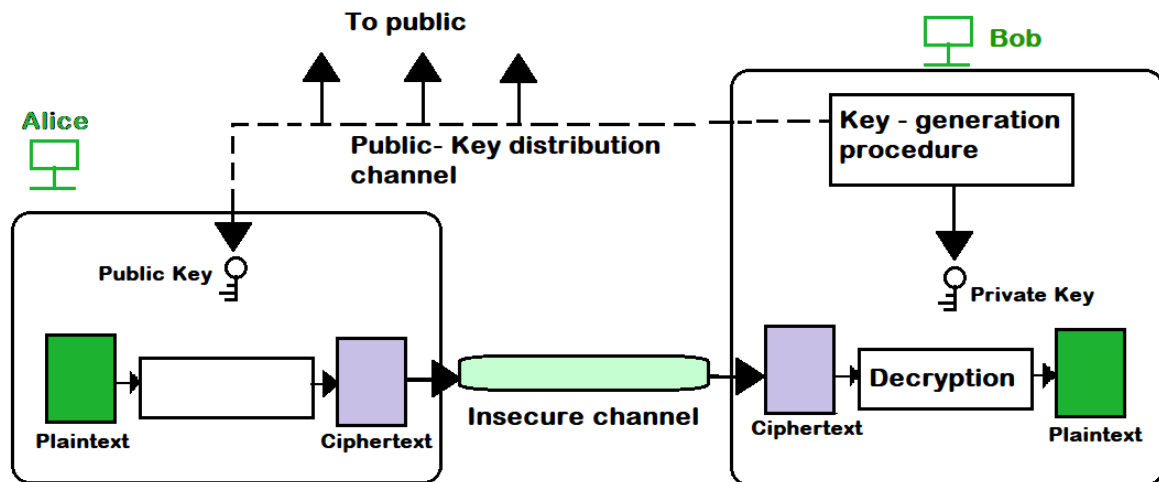 To public
Bob
Alice
Key - generation
procedure
Public- Key distribution
channel
Public Key
Private Key
Decryption
Insecure channel
Plaintext
Ciphertext
Ciphertext
Plaintext